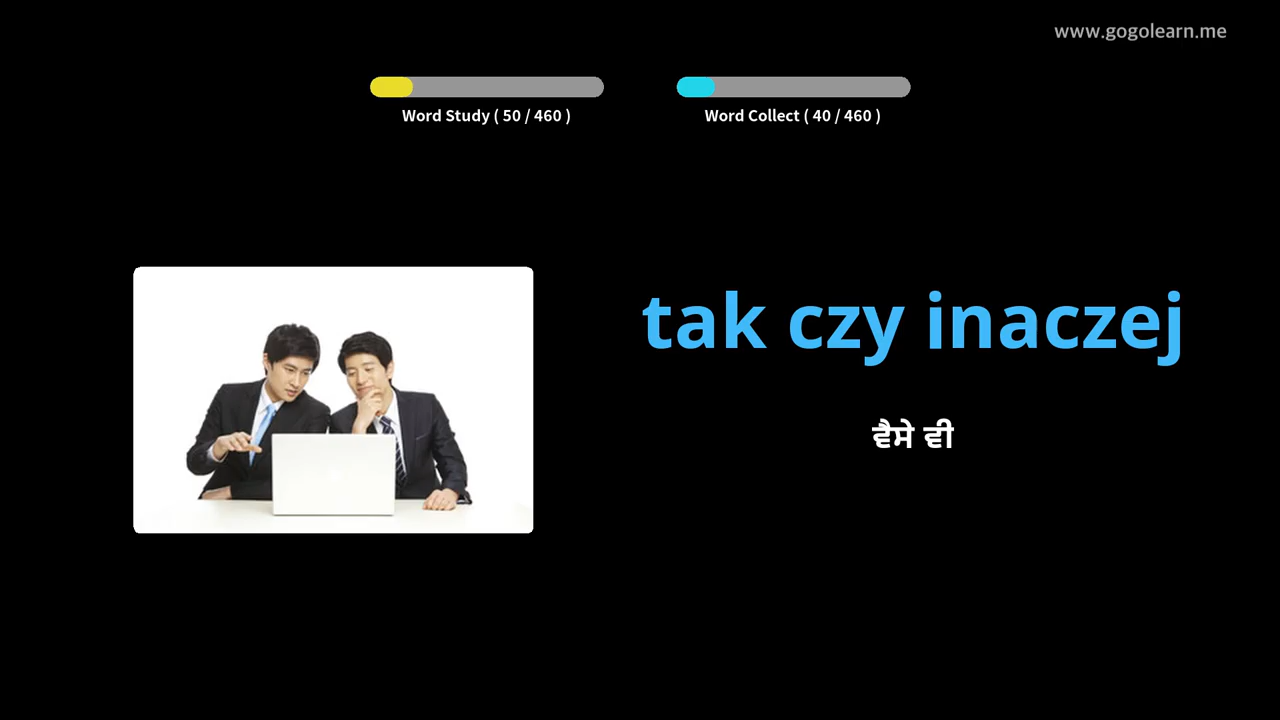 www.gogolearn.me
Word Study ( 50 / 460 )
Word Collect ( 40 / 460 )
tak czy inaczej
ਵੈਸੇ ਵੀ